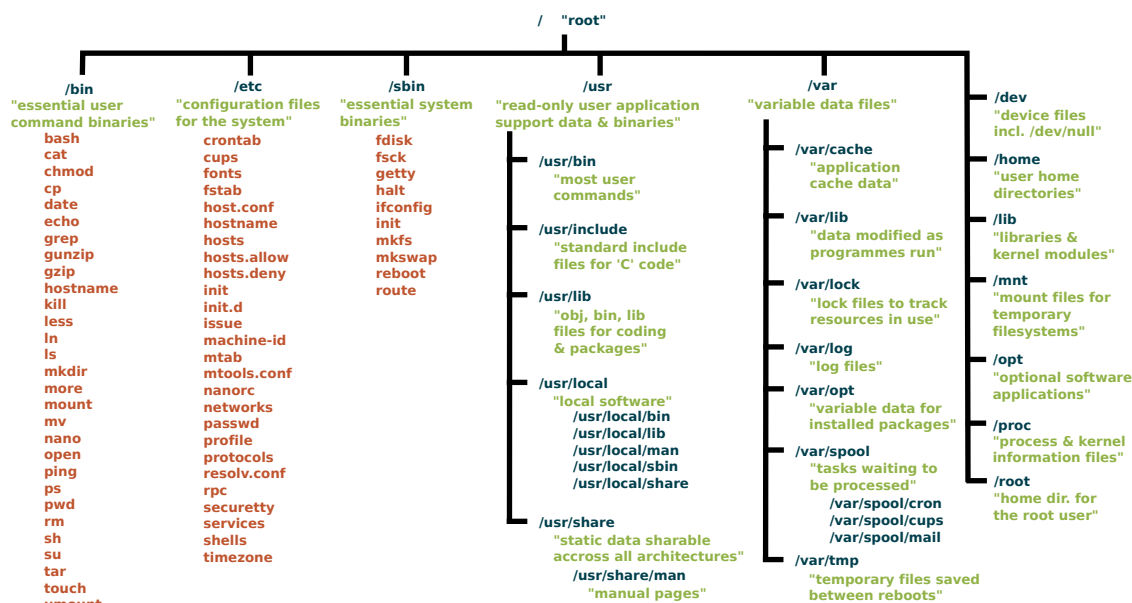 / "root"
/bin
"essential user
command binaries"
bash
cat
chmod
cp
date
echo
grep
gunzip
gzip
hostname
kill
less
ln
ls
mkdir
more
mount
mv
nano
open
ping
ps
pwd
rm
sh
su
tar
touch
/etc
"configuration files
for the system"
crontab
cups
fonts
fstab
host.conf
hostname
hosts
hosts.allow
hosts.deny
init
init.d
issue
machine-id
mtab
mtools.conf
nanorc
networks
passwd
profile
protocols
resolv.conf
rpc
securetty
services
shells
timezone
/sbin
"essential system
binaries"
fdisk
fsck
getty
halt
ifconfig
init
mkfs
mkswap
reboot
route
/usr
"read-only user application
support data & binaries"
/usr/bin
"most user
commands"
/usr/include
"standard include
files for 'C' code"
/usr/lib
"obj, bin, lib
files for coding
& packages"
/usr/local
"local software"
/usr/local/bin
/usr/local/lib
/usr/local/man
/usr/local/sbin
/usr/local/share
/usr/share
"static data sharable
accross all architectures"
/usr/share/man
"manual pages"
/var
"variable data files"
/var/cache
"application
cache data"
/var/lib
"data modified as
programmes run"
/var/lock
"lock files to track
resources in use"
/var/log
"log files"
/var/opt
"variable data for
installed packages"
/var/spool
"tasks waiting to
be processed"
/var/spool/cron
/var/spool/cups
/var/spool/mail
/var/tmp
"temporary files saved
between reboots"
/dev
"device files
incl. /dev/null"
/home
"user home
directories"
/lib
"libraries &
kernel modules"
/mnt
"mount files for
temporary
filesystems"
/opt
"optional software
applications"
/proc
"process & kernel
information files"
/root
"home dir. for
the root user"